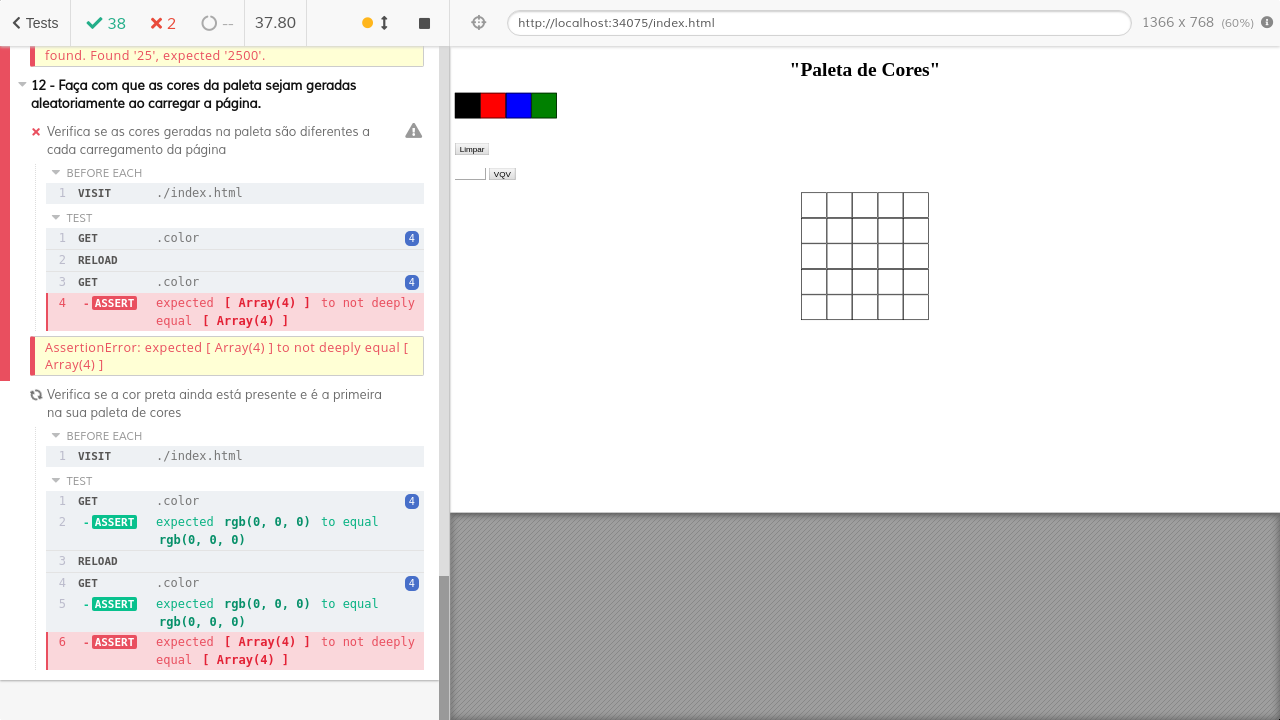 Tests
38
2
--
37.80
found. Found '25', expected '2500'.
12 - Faça com que as cores da paleta sejam geradas
aleatoriamente ao carregar a página.
Verifica se as cores geradas na paleta são diferentes a
cada carregamento da página
BEFORE EACH
1 VISIT ./index.html
TEST
1 GET .color 4
2 RELOAD
3 GET .color 4
4 -ASSERT expected [ Array(4) ] to not deeply
equal [ Array(4) ]
AssertionError: expected [ Array(4) ] to not deeply equal [
Array(4) ]
Verifica se a cor preta ainda está presente e é a primeira
na sua paleta de cores
BEFORE EACH
1 VISIT ./index.html
TEST
1 GET .color 4
2 -ASSERT expected rgb(0, 0, 0) to equal
rgb(0, 0, 0)
3 RELOAD
4 GET .color 4
5 -ASSERT expected rgb(0, 0, 0) to equal
rgb(0, 0, 0)
6 -ASSERT expected [ Array(4) ] to not deeply
equal [ Array(4) ]
http://localhost:34075/index.html
1366 x 768 (60%)
"Paleta de Cores"
Limpar
VQV